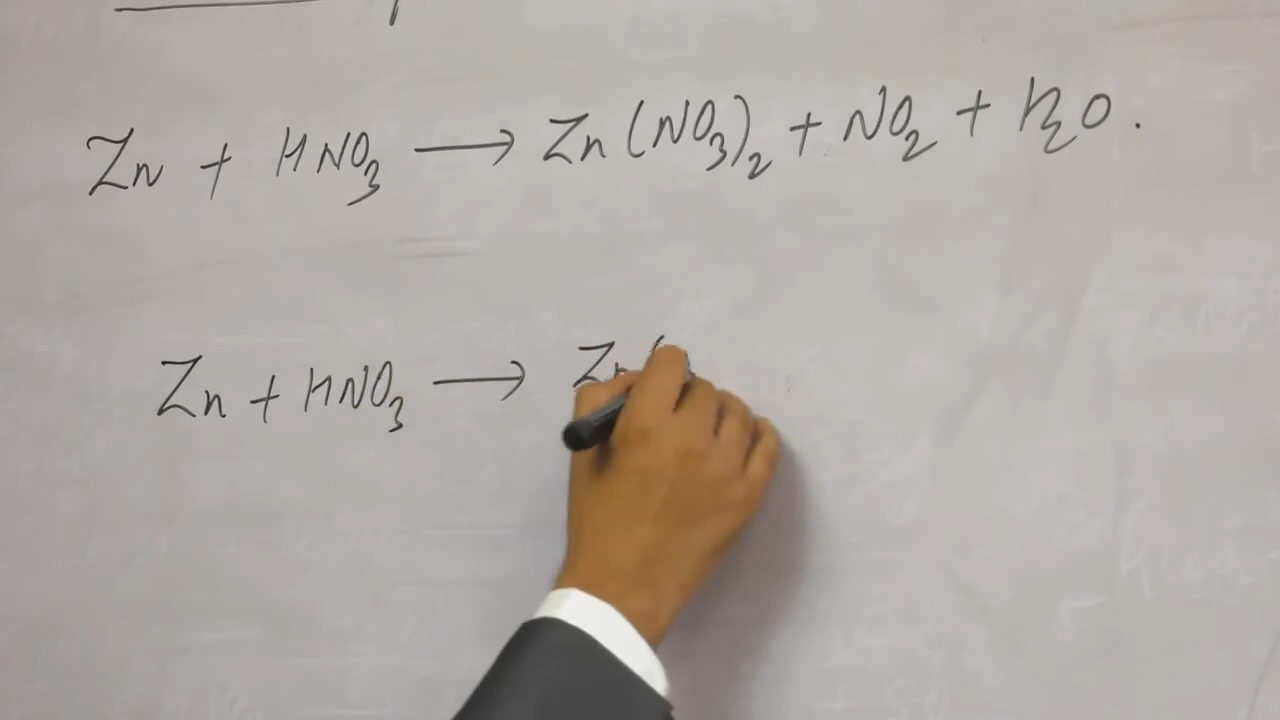 Zn + HNO3 → Zn(NO3)2 + NO2 + H2O.
Zn + HNO3 → Zn(